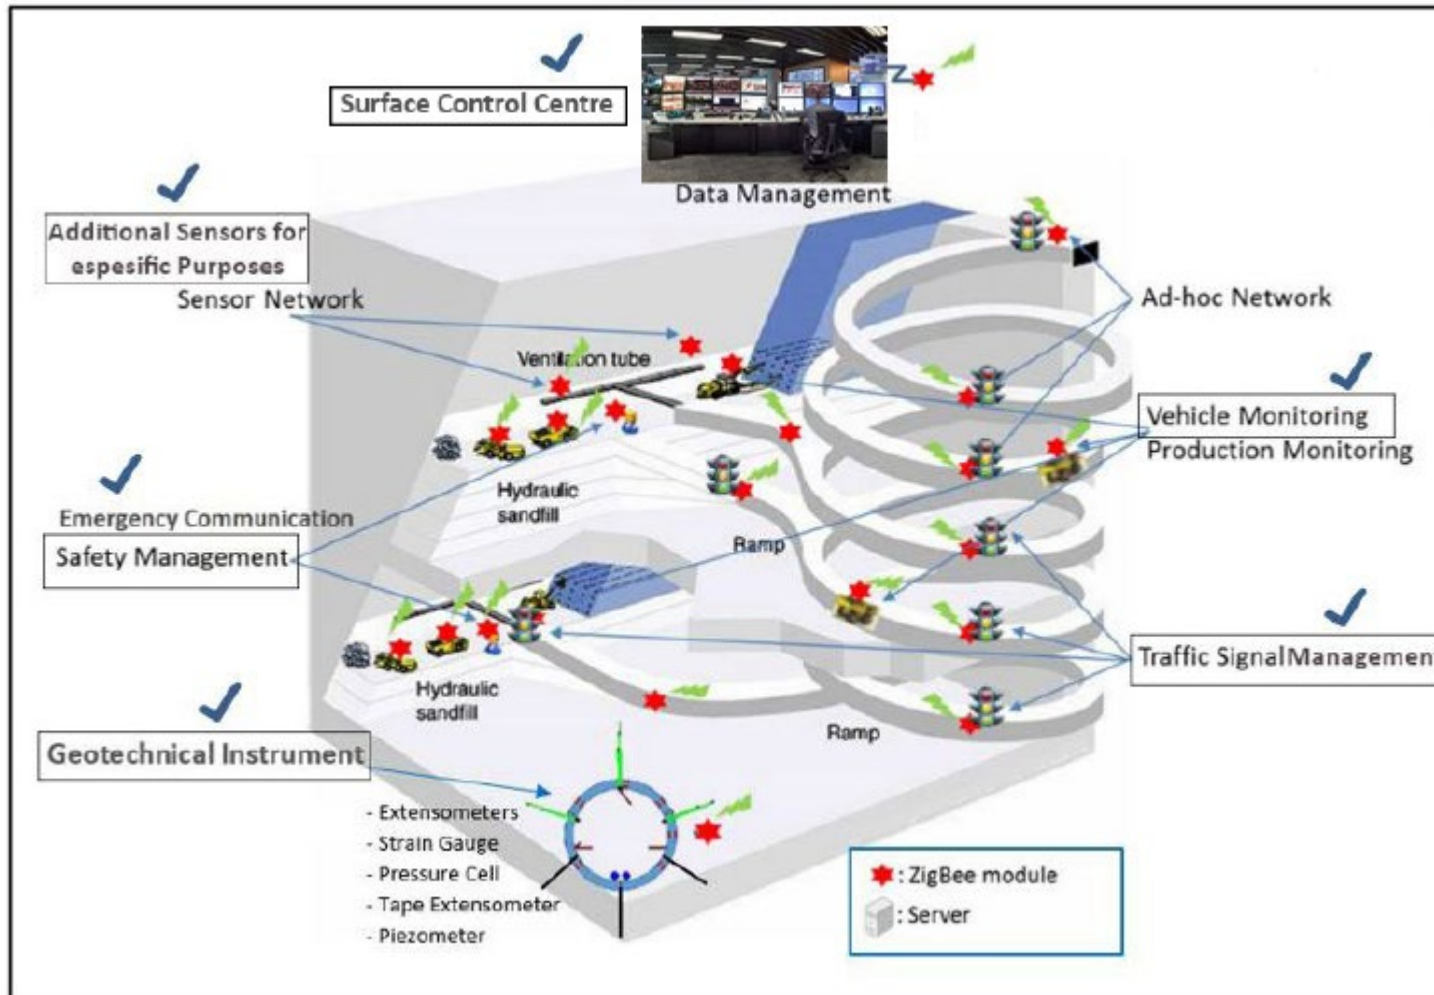 Surface Control Centre
Data Management
Additional Sensors for
espesific Purposes
Sensor Network
Ad-hoc Network
Ventilation tube
Vehicle Monitoring
Production Monitoring
Hydraulic
sandfill
Emergency Communication
Safety Management
Ramp
Traffic SignalManagement
Hydraulic
sandfill
Ramp
Geotechnical Instrument
- Extensometers
- Strain Gauge
- Pressure Cell
- Tape Extensometer
- Piezometer
: ZigBee module
: Server